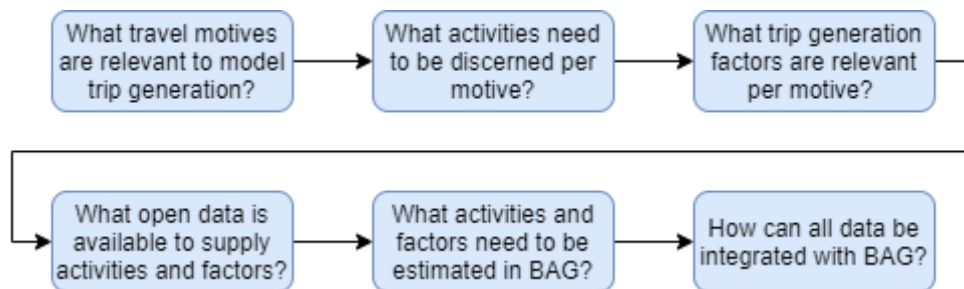 What travel motives
are relevant to model
trip generation?
What activities need
to be discerned per
motive?
What trip generation
factors are relevant
per motive?
What open data is
available to supply
activities and factors?
What activities and
factors need to be
estimated in BAG?
How can all data be
integrated with BAG?